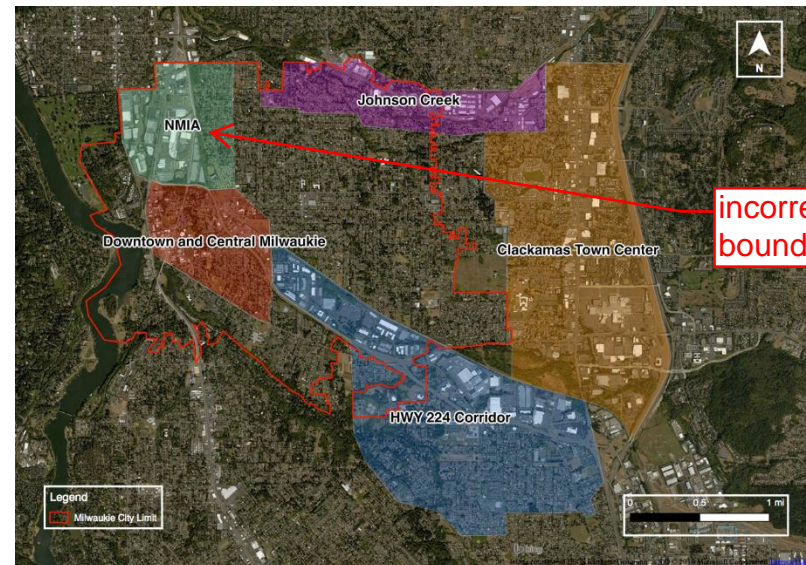 N
Johnson Creek
NMIA
incorre
bound
Downtown and Central Milwaukie
Clackamas Town Center
HWY 224 Corridor
Legend
Milwaukie City Limit
0 0.5 1 mi